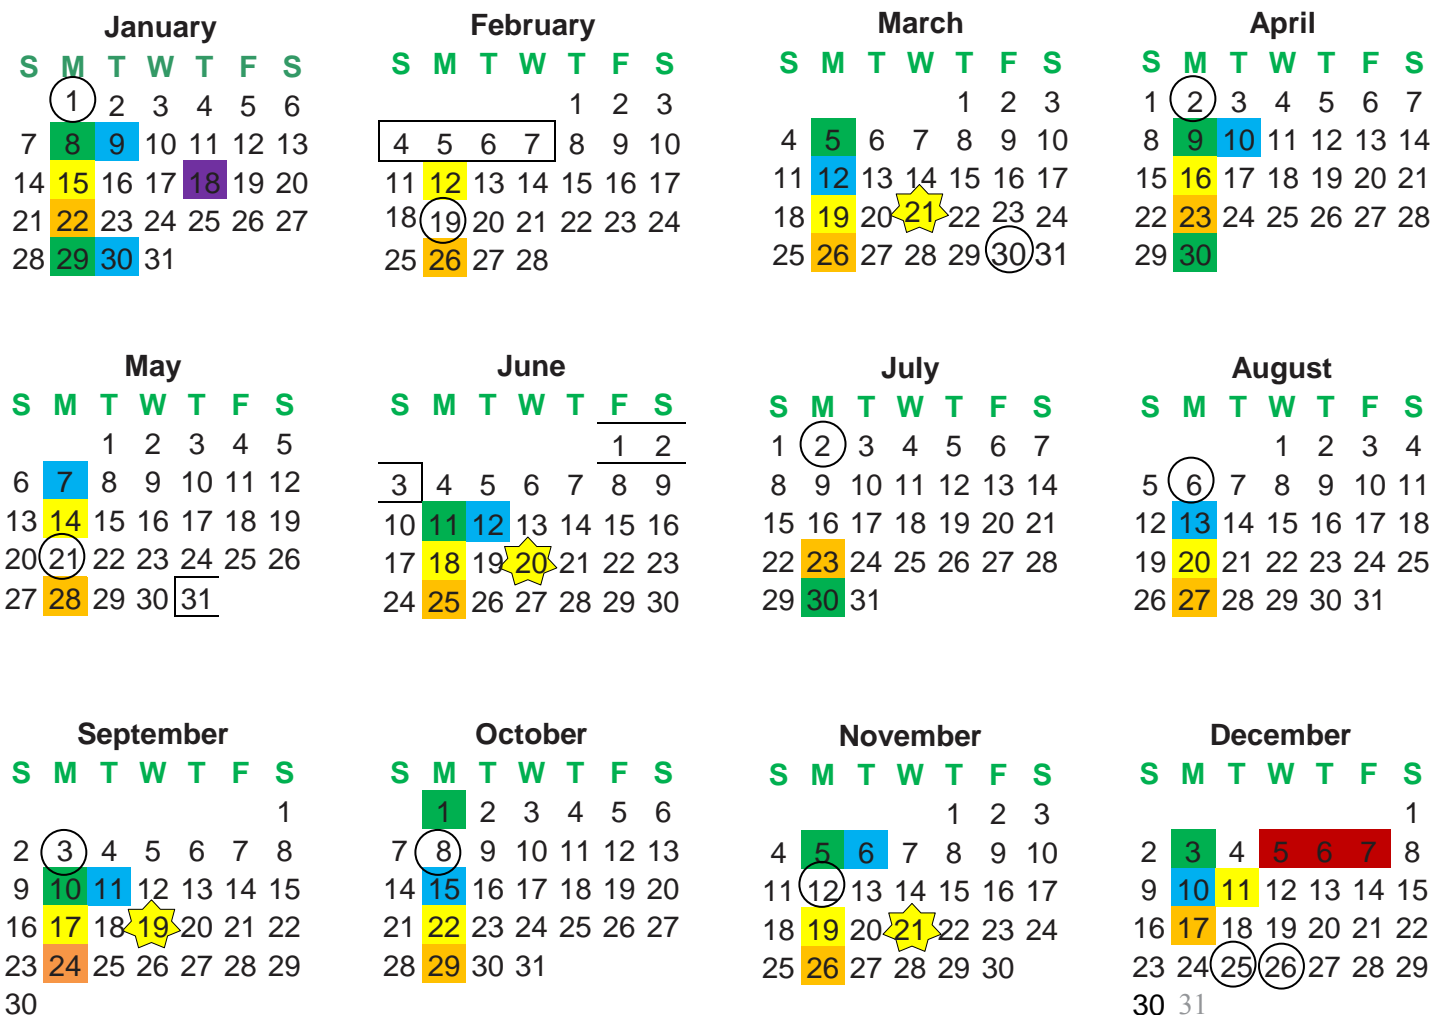 January
S M T W T F S
1 2 3 4 5 6
7 8 9 10 11 12 13
14 15 16 17 18 19 20
21 22 23 24 25 26 27
28 29 30 31
February
S M T W T F S
1 2 3
4 5 6 7 8 9 10
11 12 13 14 15 16 17
18 19 20 21 22 23 24
25 26 27 28
March
S M T W T F S
1 2 3
4 5 6 7 8 9 10
11 12 13 14 15 16 17
18 19 20 21 22 23 24
25 26 27 28 29 30 31
April
S M T W T F S
1 2 3 4 5 6 7
8 9 10 11 12 13 14
15 16 17 18 19 20 21
22 23 24 25 26 27 28
29 30
May
S M T W T F S
1 2 3 4 5
6 7 8 9 10 11 12
13 14 15 16 17 18 19
20 21 22 23 24 25 26
27 28 29 30 31
June
S M T W T F S
1 2
3 4 5 6 7 8 9
10 11 12 13 14 15 16
17 18 19 20 21 22 23
24 25 26 27 28 29 30
July
S M T W T F S
1 2 3 4 5 6 7
8 9 10 11 12 13 14
15 16 17 18 19 20 21
22 23 24 25 26 27 28
29 30 31
August
S M T W T F S
1 2 3 4
5 6 7 8 9 10 11
12 13 14 15 16 17 18
19 20 21 22 23 24 25
26 27 28 29 30 31
September
S M T W T F S
1
2 3 4 5 6 7 8
9 10 11 12 13 14 15
16 17 18 19 20 21 22
23 24 25 26 27 28 29
30
October
S M T W T F S
1 2 3 4 5 6
7 8 9 10 11 12 13
14 15 16 17 18 19 20
21 22 23 24 25 26 27
28 29 30 31
November
S M T W T F S
1 2 3
4 5 6 7 8 9 10
11 12 13 14 15 16 17
18 19 20 21 22 23 24
25 26 27 28 29 30
December
S M T W T F S
1
2 3 4 5 6 7 8
9 10 11 12 13 14 15
16 17 18 19 20 21 22
23 24 25 26 27 28 29
30 31